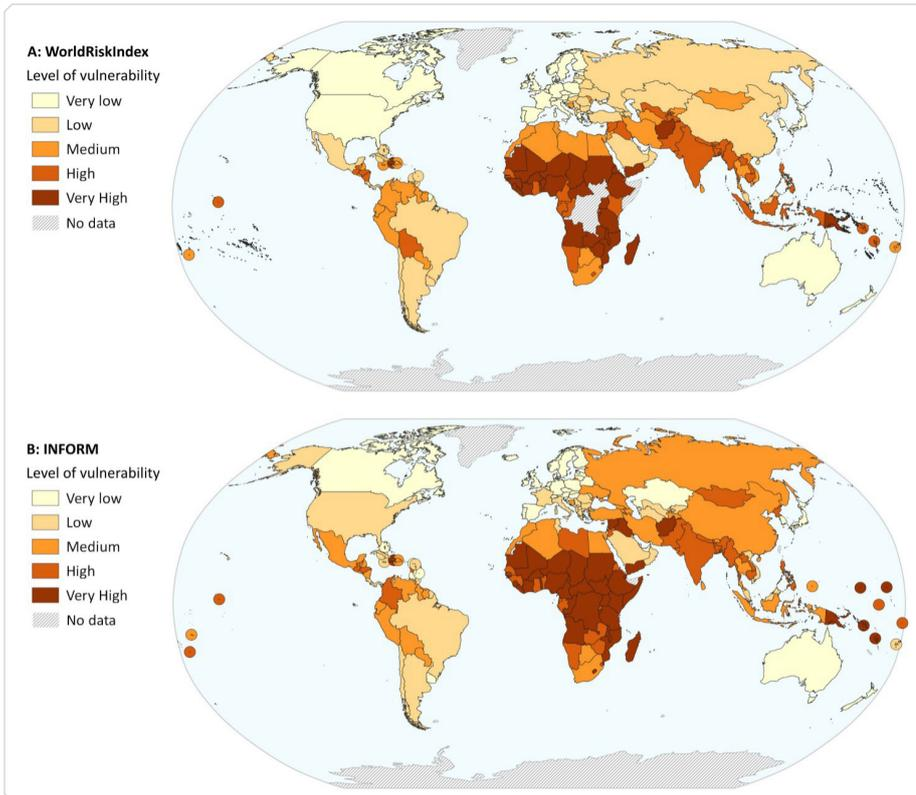 A: WorldRiskIndex
Level of vulnerability
Very low
Low
Medium
High
Very High
No data
B: INFORM
Level of vulnerability
Very low
Low
Medium
High
Very High
No data